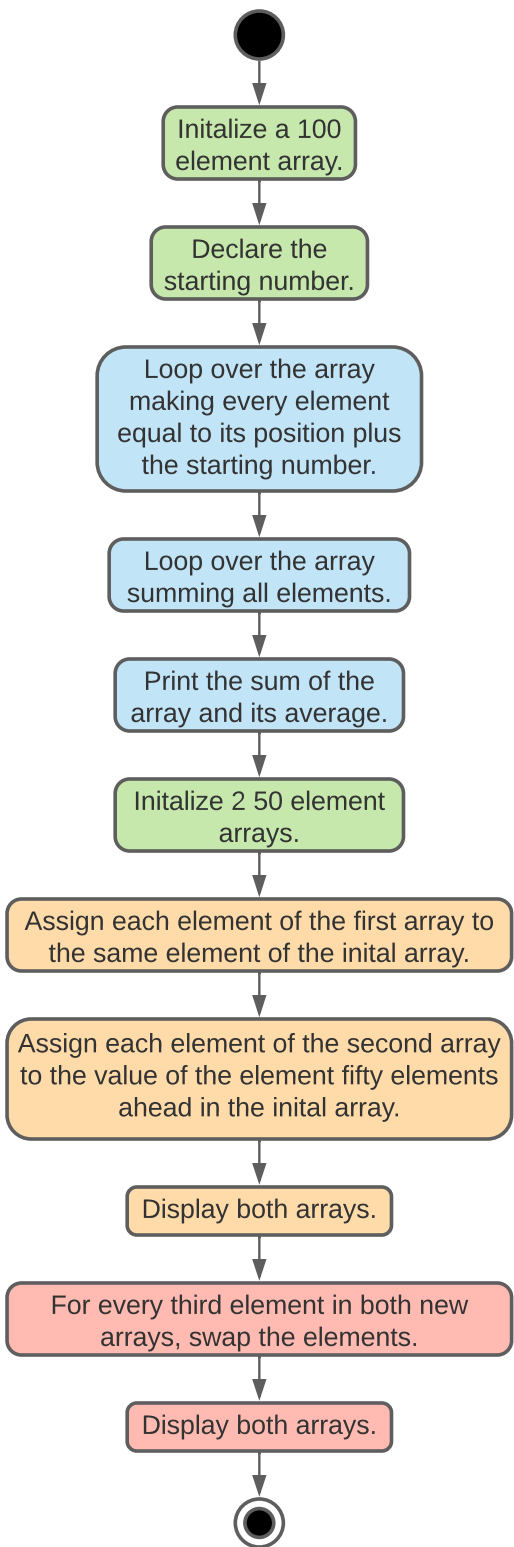 Initalize a 100
element array.
Declare the
starting number.
Loop over the array
making every element
equal to its position plus
the starting number.
Loop over the array
summing all elements.
Print the sum of the
array and its average.
Initalize 2 50 element
arrays.
Assign each element of the first array to
the same element of the inital array.
Assign each element of the second array
to the value of the element fifty elements
ahead in the inital array.
Display both arrays.
For every third element in both new
arrays, swap the elements.
Display both arrays.